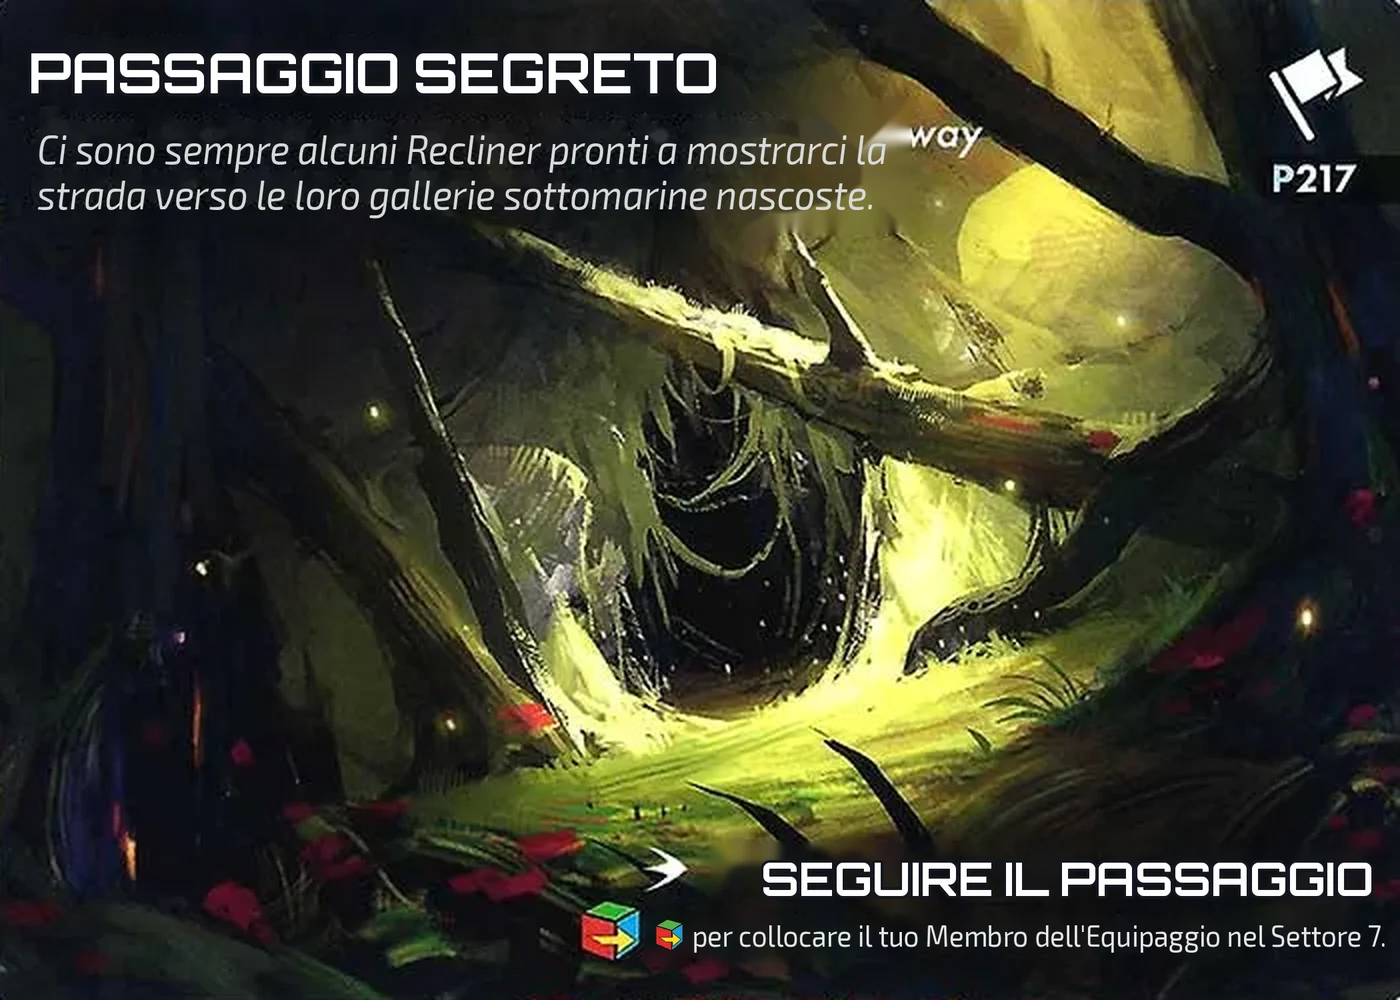 PASSAGGIO SEGRETO
Ci sono sempre alcuni Recliner pronti a mostrarci la way
strada verso le loro gallerie sottomarine nascoste.
P217
SEGUIRE IL PASSAGGIO
per collocare il tuo Membro dell'Equipaggio nel Settore 7.